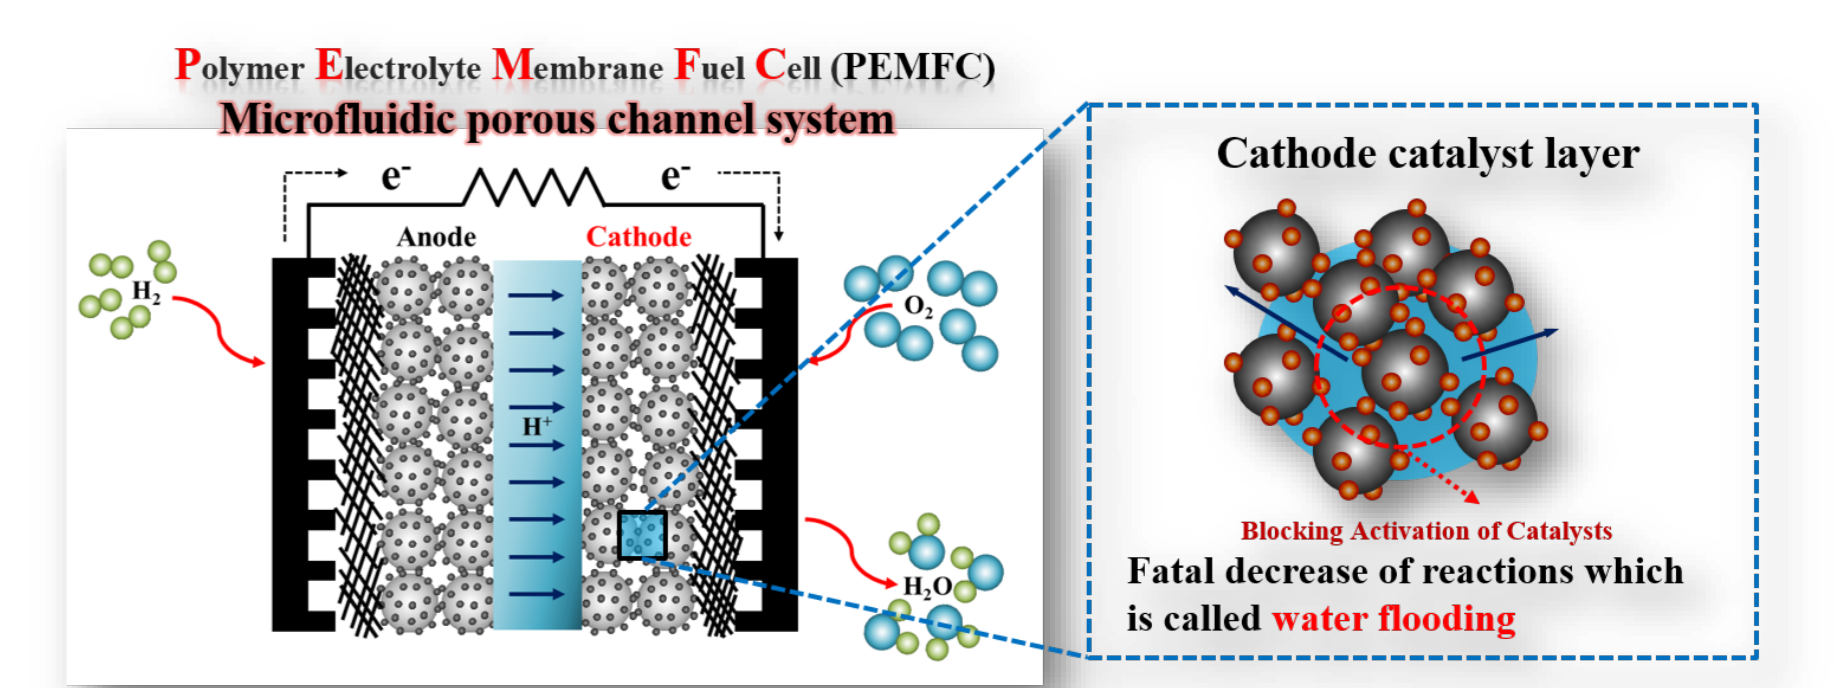 Polymer Electrolyte Membrane Fuel Cell (PEMFC)
Microfluidic porous channel system
e⁻ e⁻
Anode Cathode
H₂
O₂
H⁺
H₂O
Cathode catalyst layer
Blocking Activation of Catalysts
Fatal decrease of reactions which
is called water flooding